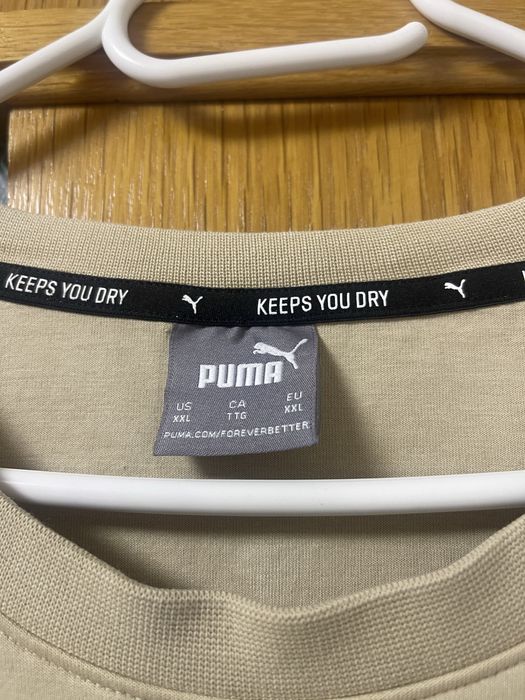 KEEPS YOU DRY KEEPS YOU DRY
PUMA
US CA EU
XXL TTG XXL
PUMA.COM/FOREVERBETTER